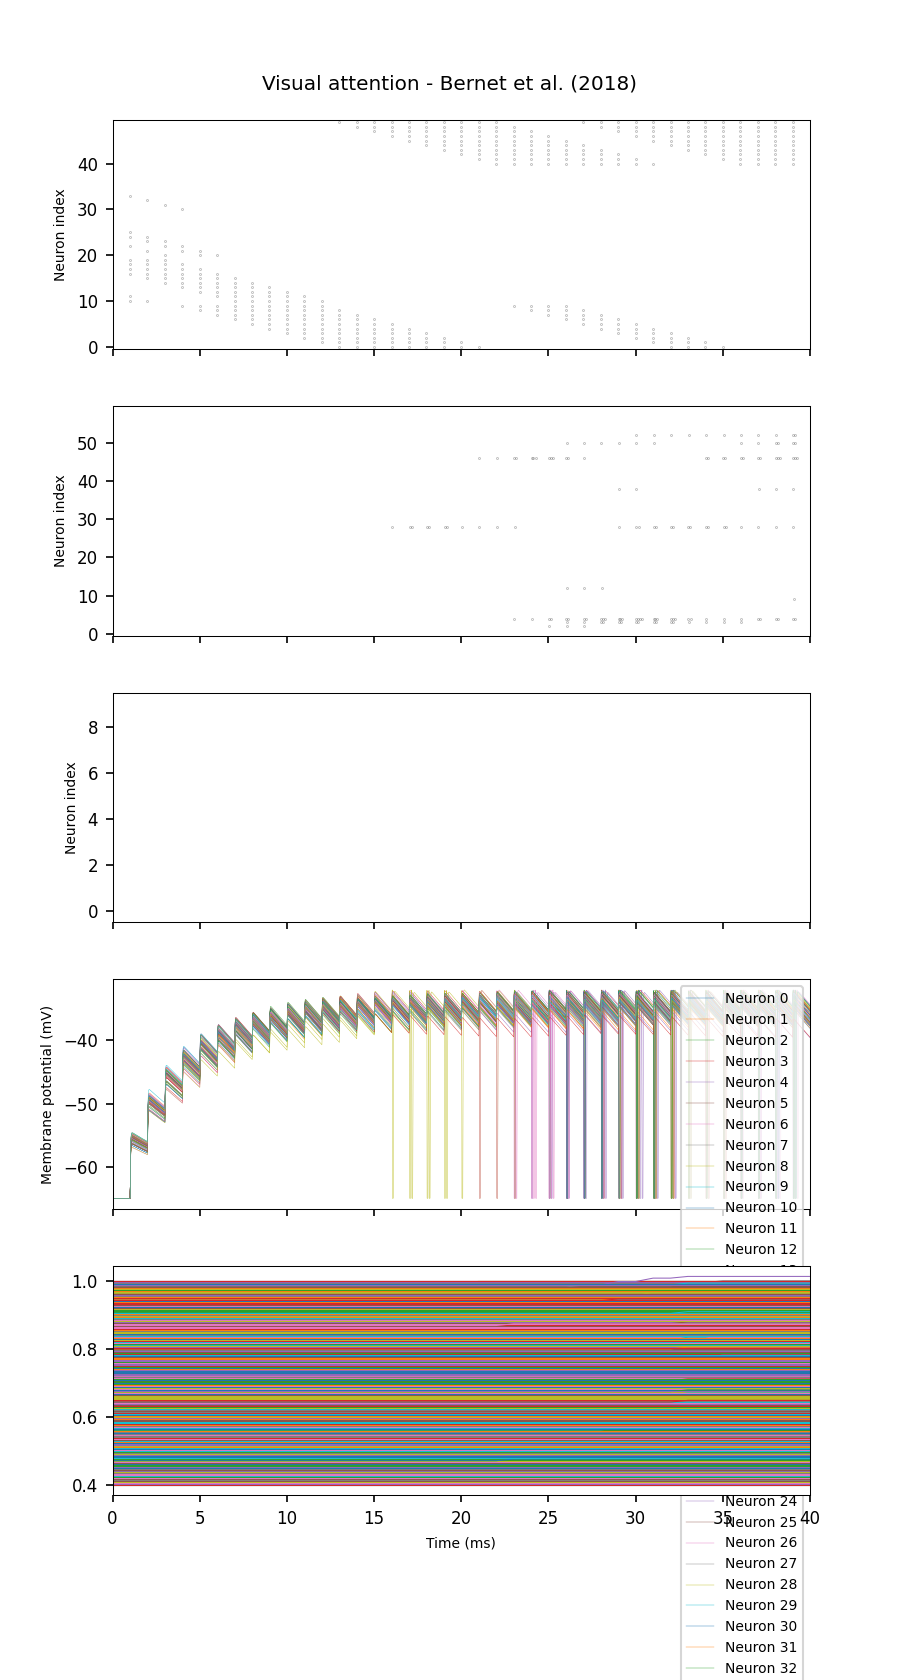 Visual attention - Bernet et al. (2018)
40
30
20
10
0
Neuron index
50
40
30
20
10
0
Neuron index
8
6
4
2
0
Neuron index
−40
−50
−60
Membrane potential (mV)
Neuron 0
Neuron 1
Neuron 2
Neuron 3
Neuron 4
Neuron 5
Neuron 6
Neuron 7
Neuron 8
Neuron 9
Neuron 10
Neuron 11
Neuron 12
1.0
0.8
0.6
0.4
0 5 10 15 20 25 30 35 40
Time (ms)
Neuron 24
Neuron 25
Neuron 26
Neuron 27
Neuron 28
Neuron 29
Neuron 30
Neuron 31
Neuron 32